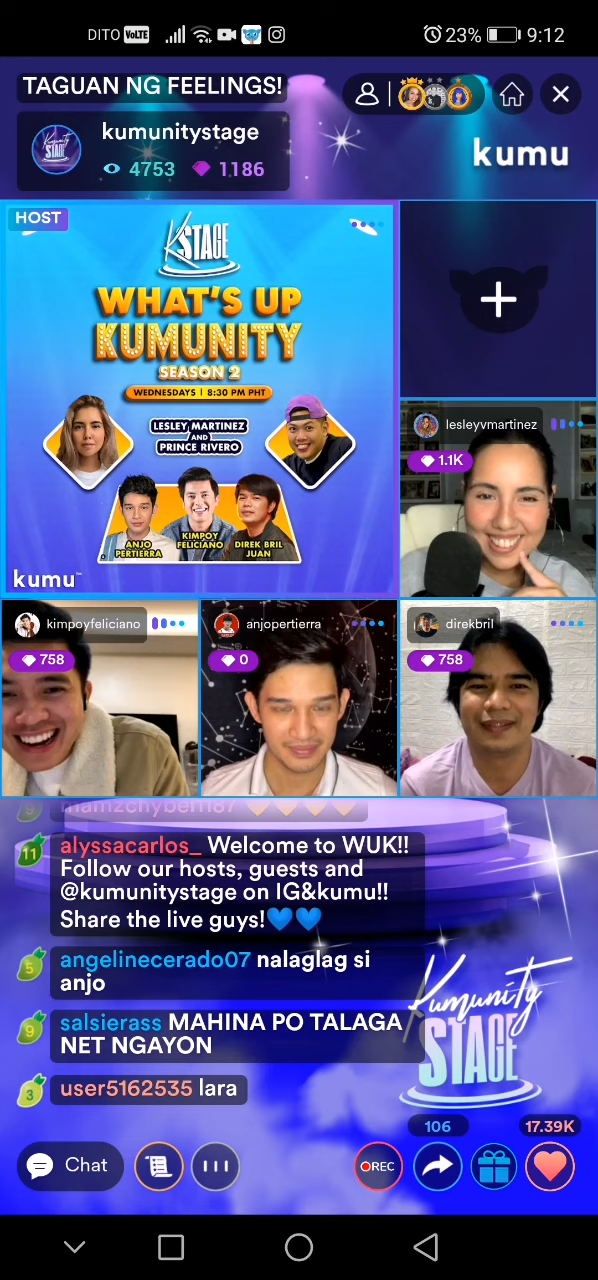 DITO VoLTE 23% 9:12
TAGUAN NG FEELINGS!
kumunitystage
4753 1186
kumu
HOST
K STAGE
WHAT'S UP
KUMUNITY
SEASON 2
WEDNESDAYS | 8:30 PM PHT
LESLEY MARTINEZ
AND
PRINCE RIVERO
ANJO
PERTIERRA
KIMPOY
FELICIANO
DIREK BRIL
JUAN
kumu™
lesleyvmartinez
1.1K
kimpoyfeliciano
758
anjopertierra
0
direkbril
758
11 alyssacarlos_ Welcome to WUK!!
Follow our hosts, guests and
@kumunitystage on IG&kumu!!
Share the live guys!💙💙
5 angelinecerado07 nalaglag si
anjo
9 salsierass MAHINA PO TALAGA
NET NGAYON
3 user5162535 lara
Kumunity
STAGE
106 17.39K
Chat
REC